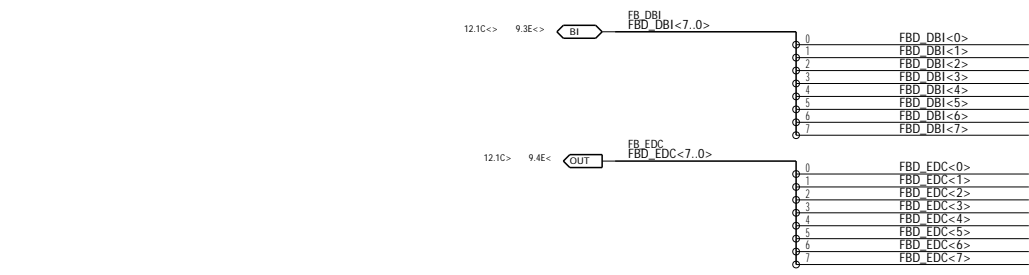 FB_DBI
12.1C<> 9.3E<> BI FBD_DBI<7..0>
0 FBD_DBI<0>
1 FBD_DBI<1>
2 FBD_DBI<2>
3 FBD_DBI<3>
4 FBD_DBI<4>
5 FBD_DBI<5>
6 FBD_DBI<6>
7 FBD_DBI<7>
FB_EDC
12.1C> 9.4E< OUT FBD_EDC<7..0>
0 FBD_EDC<0>
1 FBD_EDC<1>
2 FBD_EDC<2>
3 FBD_EDC<3>
4 FBD_EDC<4>
5 FBD_EDC<5>
6 FBD_EDC<6>
7 FBD_EDC<7>